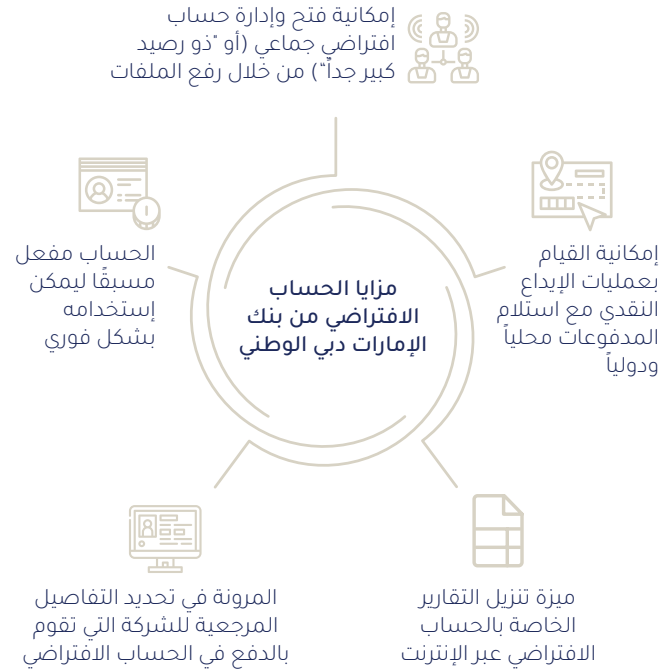 إمكانية فتح وإدارة حساب
افتراضي جماعي (أو "ذو رصيد
كبير جداً") من خلال رفع الملفات
إمكانية القيام
بعمليات الإيداع
النقدي مع استلام
المدفوعات محلياً
ودولياً
الحساب مفعل
مسبقًا ليمكن
إستخدامه
بشكل فوري
مزايا الحساب
الافتراضي من بنك
الإمارات دبي الوطني
ميزة تنزيل التقارير
الخاصة بالحساب
الافتراضي عبر الإنترنت
المرونة في تحديد التفاصيل
المرجعية للشركة التي تقوم
بالدفع في الحساب الافتراضي